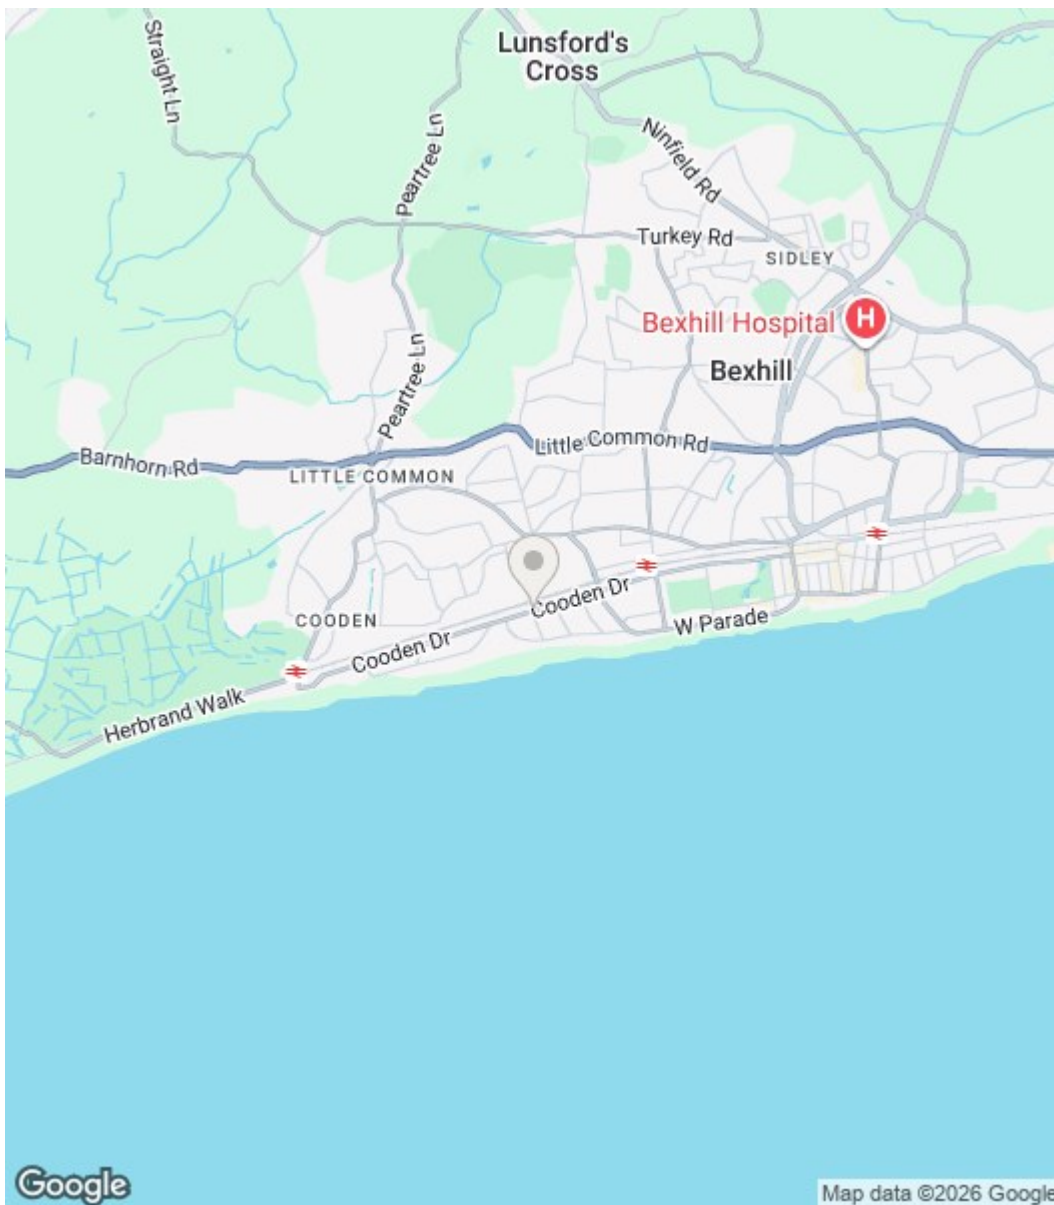 Lunsford's
Cross
Straight Ln
Peartree Ln
Ninfield Rd
Turkey Rd
SIDLEY
Bexhill Hospital
H
Bexhill
Peartree Ln
Little Common Rd
Barnhorn Rd
LITTLE COMMON
Cooden Dr
COODEN
W Parade
Cooden Dr
Herbrand Walk
Google
Map data ©2026 Google